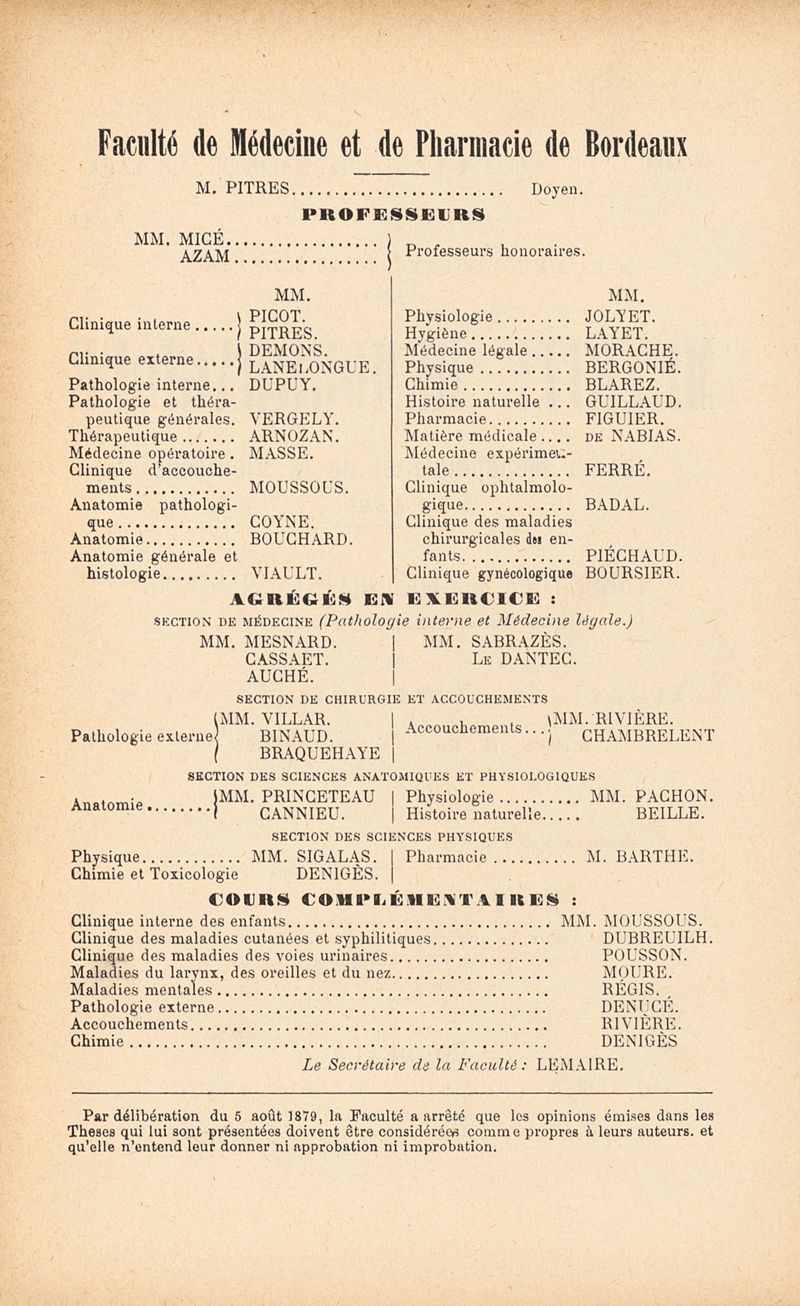 Faculté de Médecine et de Pharmacie de Bordeaux
M. PITRES......................... Doyen.
PROFESSEURS
MM. MICÉ.................. } Professeurs honoraires.
AZAM.................
MM.
Clinique interne ..... } PICOT.
PITRES.
Clinique externe..... } DEMONS.
LANELONGUE.
Pathologie interne... DUPUY.
Pathologie et théra-
peutique générales. VERGELY.
Thérapeutique ....... ARNOZAN.
Médecine opératoire. MASSE.
Clinique d'accouche-
ments............ MOUSSOUS.
Anatomie pathologi-
que.............. COYNE.
Anatomie........... BOUCHARD.
Anatomie générale et
histologie......... VIAULT.
MM.
Physiologie......... JOLYET.
Hygiène............ LAYET.
Médecine légale..... MORACHE.
Physique ........... BERGONIÉ.
Chimie............. BLAREZ.
Histoire naturelle ... GUILLAUD.
Pharmacie.......... FIGUIER.
Matière médicale.... DE NABIAS.
Médecine expérimen-
tale.............. FERRÉ.
Clinique ophtalmolo-
gique............. BADAL.
Clinique des maladies
chirurgicales des en-
fants............. PIÉCHAUD.
Clinique gynécologique BOURSIER.
AGRÉGÉS EN EXERCICE :
SECTION DE MÉDECINE (Pathologie interne et Médecine légale.)
MM. MESNARD. | MM. SABRAZÈS.
CASSAET. | LE DANTEC.
AUCHÉ. |
SECTION DE CHIRURGIE ET ACCOUCHEMENTS
Pathologie externe { MM. VILLAR. | Accouchements... } MM. RIVIÈRE.
BINAUD. | CHAMBRELENT
BRAQUEHAYE |
SECTION DES SCIENCES ANATOMIQUES ET PHYSIOLOGIQUES
Anatomie........ } MM. PRINCETEAU | Physiologie.......... MM. PACHON.
CANNIEU. | Histoire naturelle..... BEILLE.
SECTION DES SCIENCES PHYSIQUES
Physique............ MM. SIGALAS. | Pharmacie.......... M. BARTHE.
Chimie et Toxicologie DENIGÈS. |
COURS COMPLÉMENTAIRES :
Clinique interne des enfants............................... MM. MOUSSOUS.
Clinique des maladies cutanées et syphilitiques.............. DUBREUILH.
Clinique des maladies des voies urinaires................... POUSSON.
Maladies du larynx, des oreilles et du nez................... MOURE.
Maladies mentales....................................... RÉGIS.
Pathologie externe....................................... DENUCÉ.
Accouchements.......................................... RIVIÈRE.
Chimie................................................. DENIGÈS
Le Secrétaire de la Faculté : LEMAIRE.
Par délibération du 5 août 1879, la Faculté a arrêté que les opinions émises dans les
Theses qui lui sont présentées doivent être considérées comme propres à leurs auteurs. et
qu'elle n'entend leur donner ni approbation ni improbation.